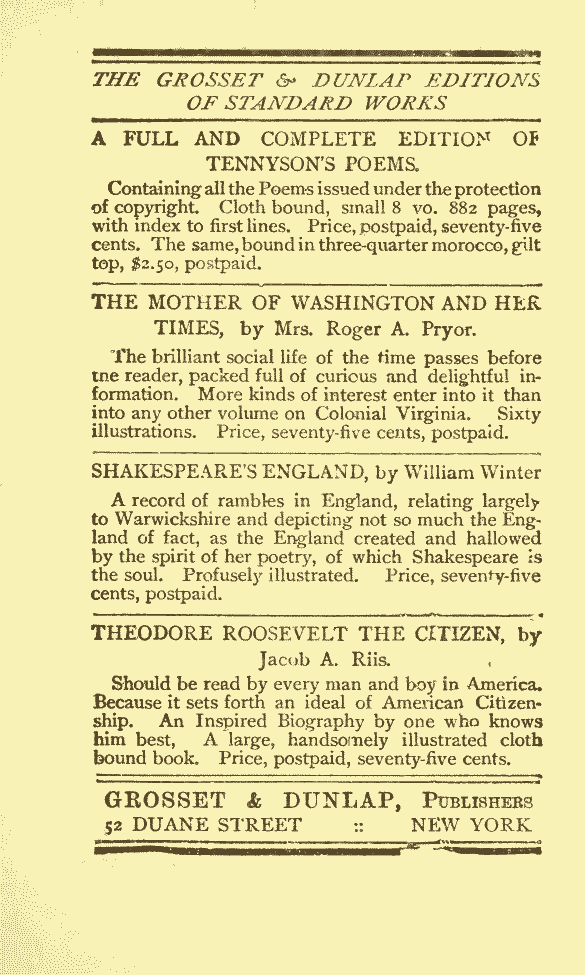 THE GROSSET & DUNLAP EDITIONS
OF STANDARD WORKS
A FULL AND COMPLETE EDITION OF
TENNYSON'S POEMS.
Containing all the Poems issued under the protection
of copyright. Cloth bound, small 8 vo. 882 pages,
with index to first lines. Price, postpaid, seventy-five
cents. The same, bound in three-quarter morocco, gilt
top, $2.50, postpaid.
THE MOTHER OF WASHINGTON AND HER
TIMES, by Mrs. Roger A. Pryor.
The brilliant social life of the time passes before
the reader, packed full of curious and delightful in-
formation. More kinds of interest enter into it than
into any other volume on Colonial Virginia. Sixty
illustrations. Price, seventy-five cents, postpaid.
SHAKESPEARE'S ENGLAND, by William Winter
A record of rambles in England, relating largely
to Warwickshire and depicting not so much the Eng-
land of fact, as the England created and hallowed
by the spirit of her poetry, of which Shakespeare is
the soul. Profusely illustrated. Price, seventy-five
cents, postpaid.
THEODORE ROOSEVELT THE CITIZEN, by
Jacob A. Riis.
Should be read by every man and boy in America.
Because it sets forth an ideal of American Citizen-
ship. An Inspired Biography by one who knows
him best, A large, handsomely illustrated cloth
bound book. Price, postpaid, seventy-five cents.
GROSSET & DUNLAP, PUBLISHERS
52 DUANE STREET :: NEW YORK